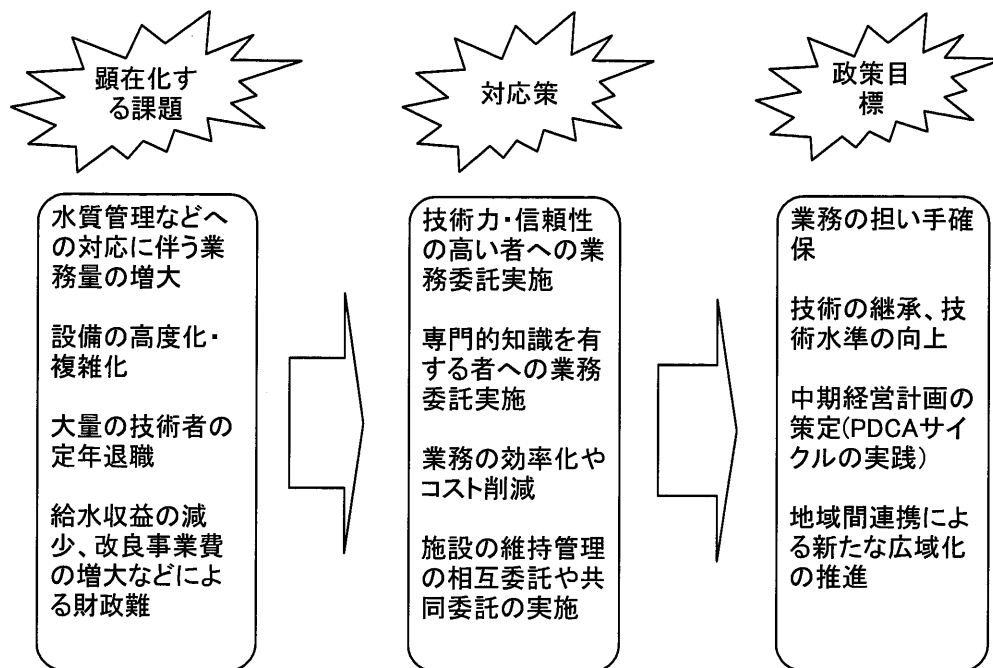 顕在化す
る課題
水質管理などへ
の対応に伴う業
務量の増大
設備の高度化・
複雑化
大量の技術者の
定年退職
給水収益の減
少、改良事業費
の増大などによ
る財政難
対応策
技術力・信頼性
の高い者への業
務委託実施
専門的知識を有
する者への業務
委託実施
業務の効率化や
コスト削減
施設の維持管理
の相互委託や共
同委託の実施
政策目
標
業務の担い手確
保
技術の継承、技
術水準の向上
中期経営計画の
策定(PDCAサイ
クルの実践)
地域間連携によ
る新たな広域化
の推進